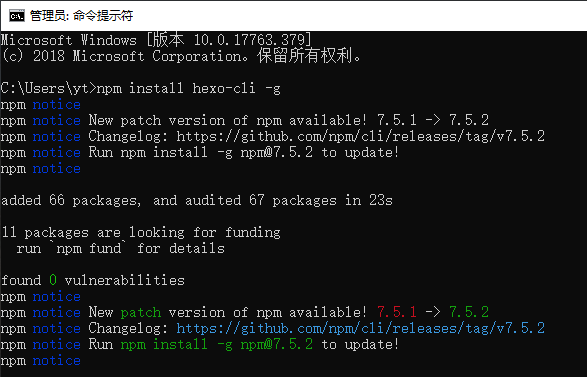 管理员: 命令提示符
Microsoft Windows [版本 10.0.17763.379]
(c) 2018 Microsoft Corporation。保留所有权利。
C:\Users\yt>npm install hexo-cli -g
npm notice
npm notice New patch version of npm available! 7.5.1 -> 7.5.2
npm notice Changelog: https://github.com/npm/cli/releases/tag/v7.5.2
npm notice Run npm install -g npm@7.5.2 to update!
npm notice
added 66 packages, and audited 67 packages in 23s
11 packages are looking for funding
  run `npm fund` for details
found 0 vulnerabilities
npm notice
npm notice New patch version of npm available! 7.5.1 -> 7.5.2
npm notice Changelog: https://github.com/npm/cli/releases/tag/v7.5.2
npm notice Run npm install -g npm@7.5.2 to update!
npm notice